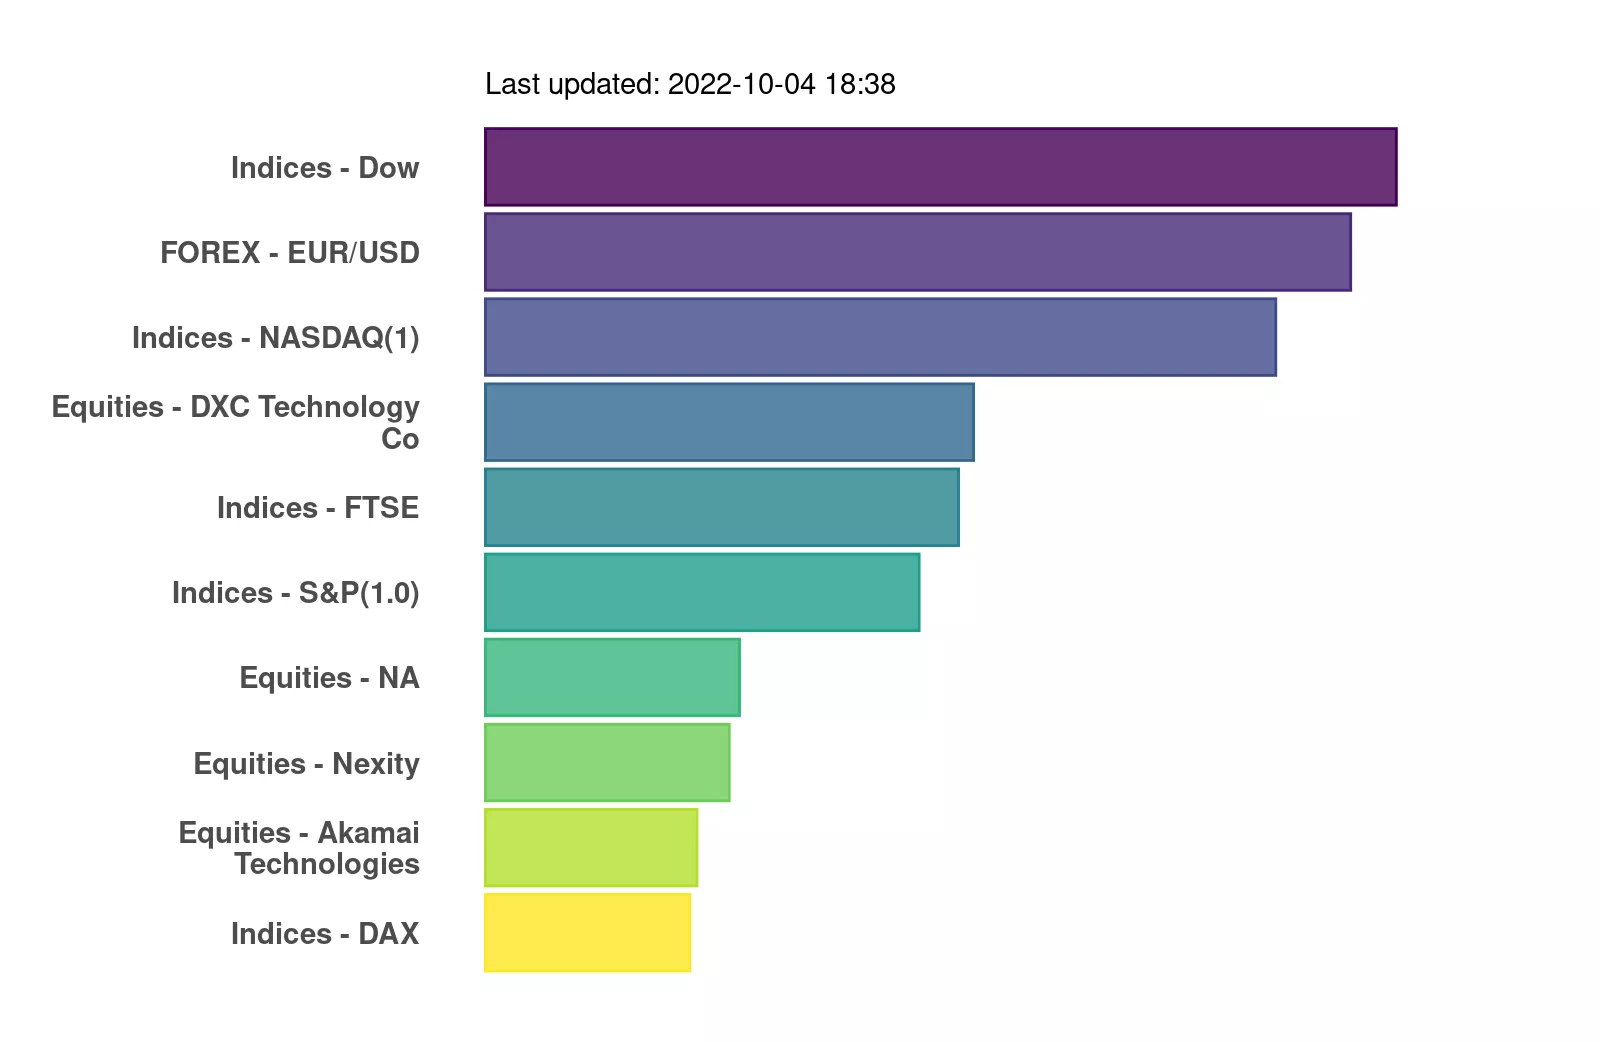 Last updated: 2022-10-04 18:38
Indices - Dow
FOREX - EUR/USD
Indices - NASDAQ(1)
Equities - DXC Technology
Co
Indices - FTSE
Indices - S&P(1.0)
Equities - NA
Equities - Nexity
Equities - Akamai
Technologies
Indices - DAX